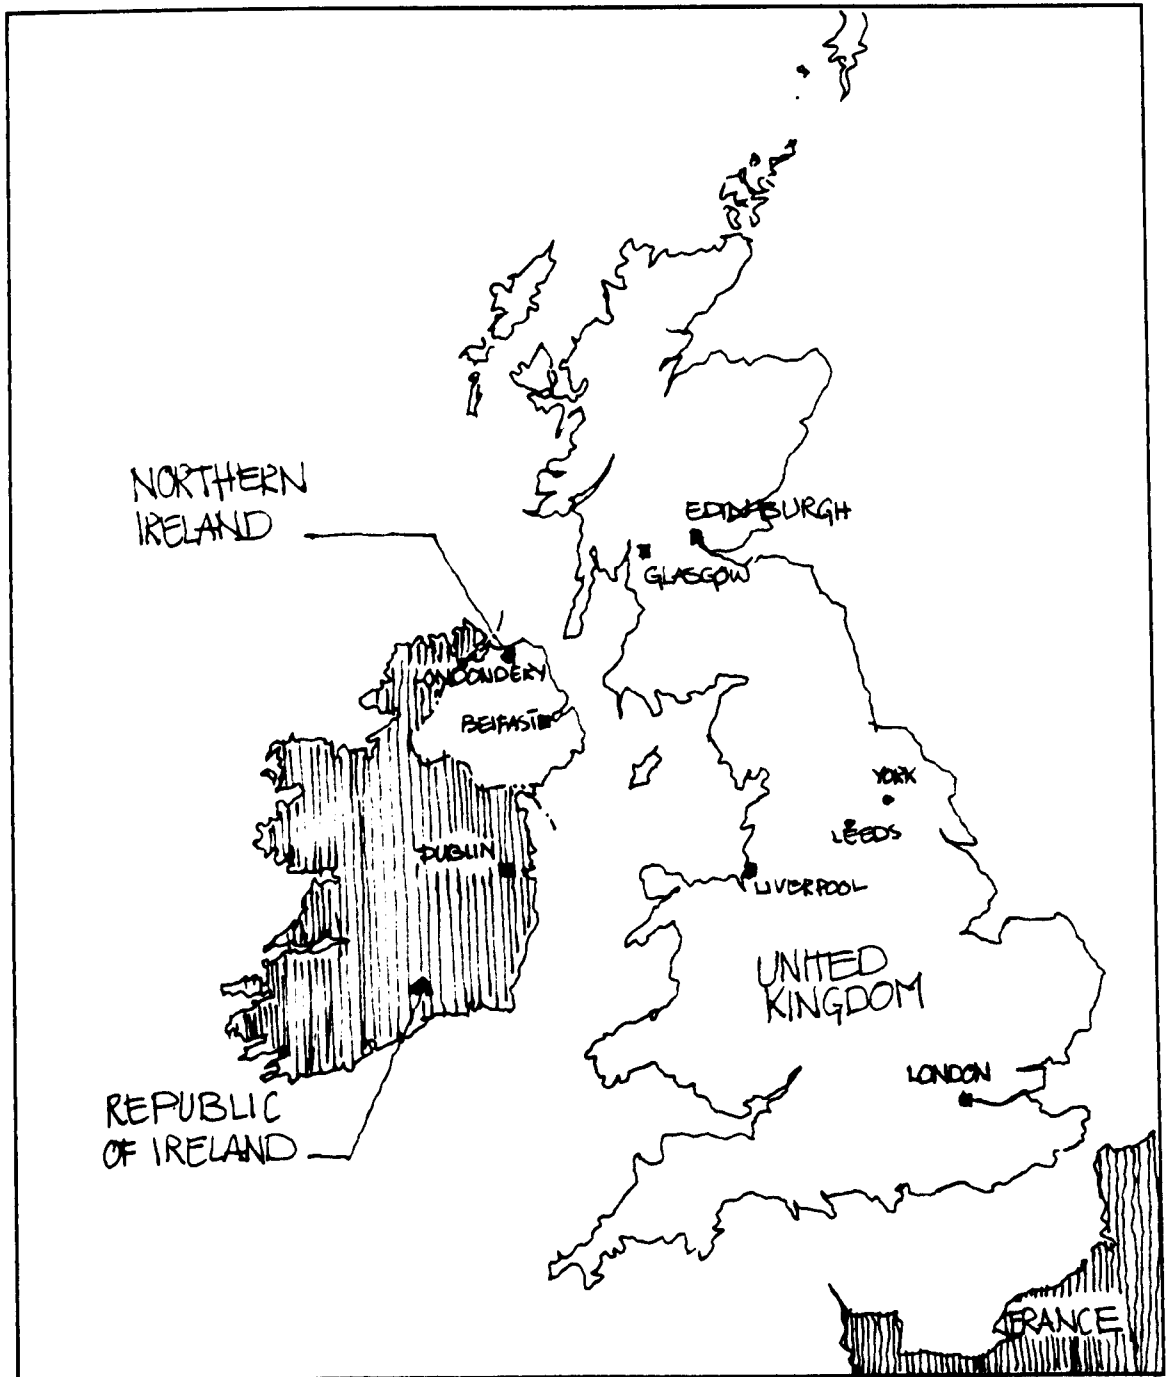 NORTHERN
IRELAND
EDINBURGH
GLASGOW
LONDONDERY
BELFAST
YORK
LEEDS
DUBLIN
LIVERPOOL
UNITED
KINGDOM
LONDON
REPUBLIC
OF IRELAND
FRANCE